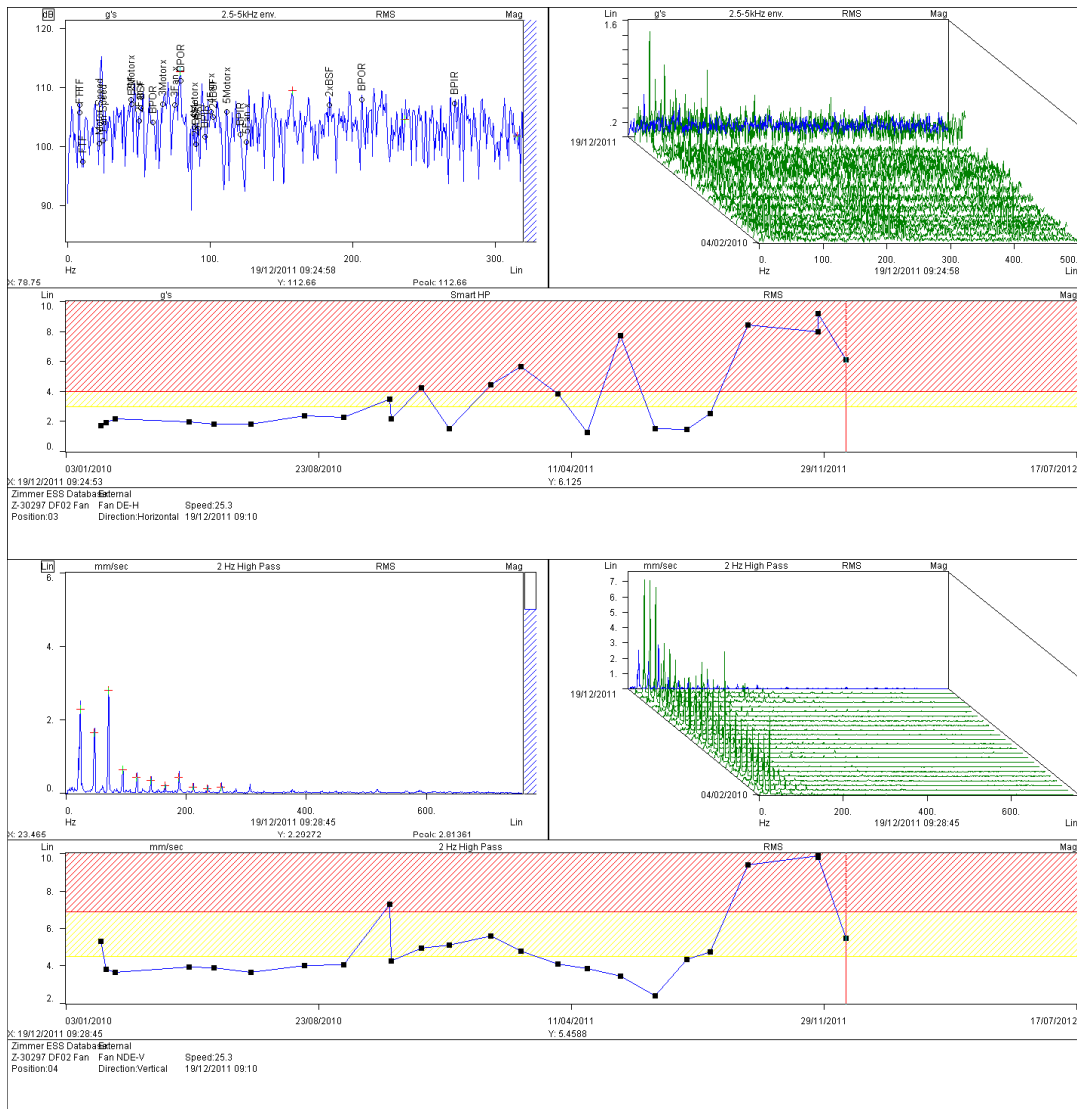 dB g's 2.5-5kHz env. RMS Mag
120.
110.
100.
90.
FTF
FTF
3Motorx
BPOR
3Motorx
3Fan x
BPOR
5Motorx
2xBSF
BPOR
BPIR
0. 100. 200. 300.
Hz 19/12/2011 09:24:58 Lin
X: 78.75 Y: 112.66 Peak: 112.66
Lin g's 2.5-5kHz env. RMS Mag
1.6
.2
19/12/2011
04/02/2010
0. 100. 200. 300. 400. 500.
Hz 19/12/2011 09:24:58 Lin
Lin g's Smart HP RMS Mag
10.
8.
6.
4.
2.
0.
03/01/2010 23/08/2010 11/04/2011 29/11/2011 17/07/2012
X: 19/12/2011 09:24:53 Y: 6.125
Zimmer ESS Database External
Z-30297 DF02 Fan Fan DE-H Speed:25.3
Position:03 Direction:Horizontal 19/12/2011 09:10
Lin mm/sec 2 Hz High Pass RMS Mag
6.
4.
2.
0.
0. 200. 400. 600.
Hz 19/12/2011 09:28:45 Lin
X: 23.465 Y: 2.29272 Peak: 2.81361
Lin mm/sec 2 Hz High Pass RMS Mag
7.
6.
5.
4.
3.
2.
1.
19/12/2011
04/02/2010
0. 200. 400. 600.
Hz 19/12/2011 09:28:45 Lin
Lin mm/sec 2 Hz High Pass RMS Mag
10.
8.
6.
4.
2.
03/01/2010 23/08/2010 11/04/2011 29/11/2011 17/07/2012
X: 19/12/2011 09:28:45 Y: 5.4588
Zimmer ESS Database External
Z-30297 DF02 Fan Fan NDE-V Speed:25.3
Position:04 Direction:Vertical 19/12/2011 09:10